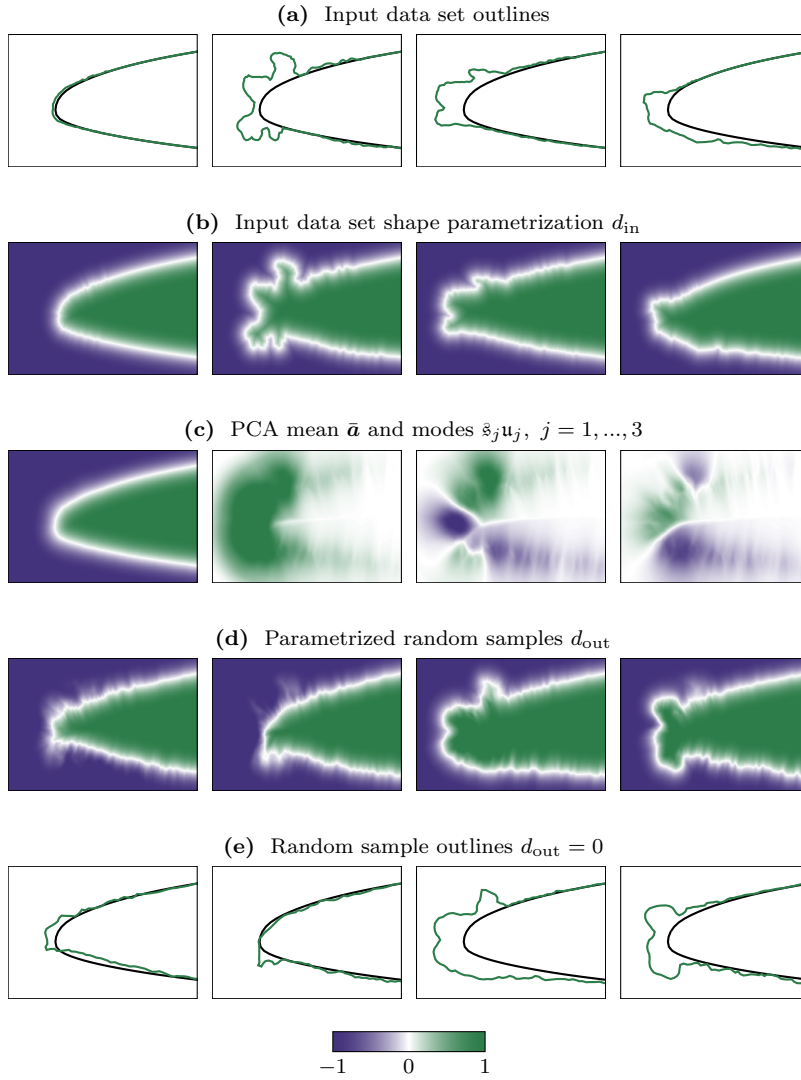 (a) Input data set outlines
(b) Input data set shape parametrization d_in
(c) PCA mean ā and modes 𝔰̂_j𝔲_j, j = 1, ..., 3
(d) Parametrized random samples d_out
(e) Random sample outlines d_out = 0
−1 0 1